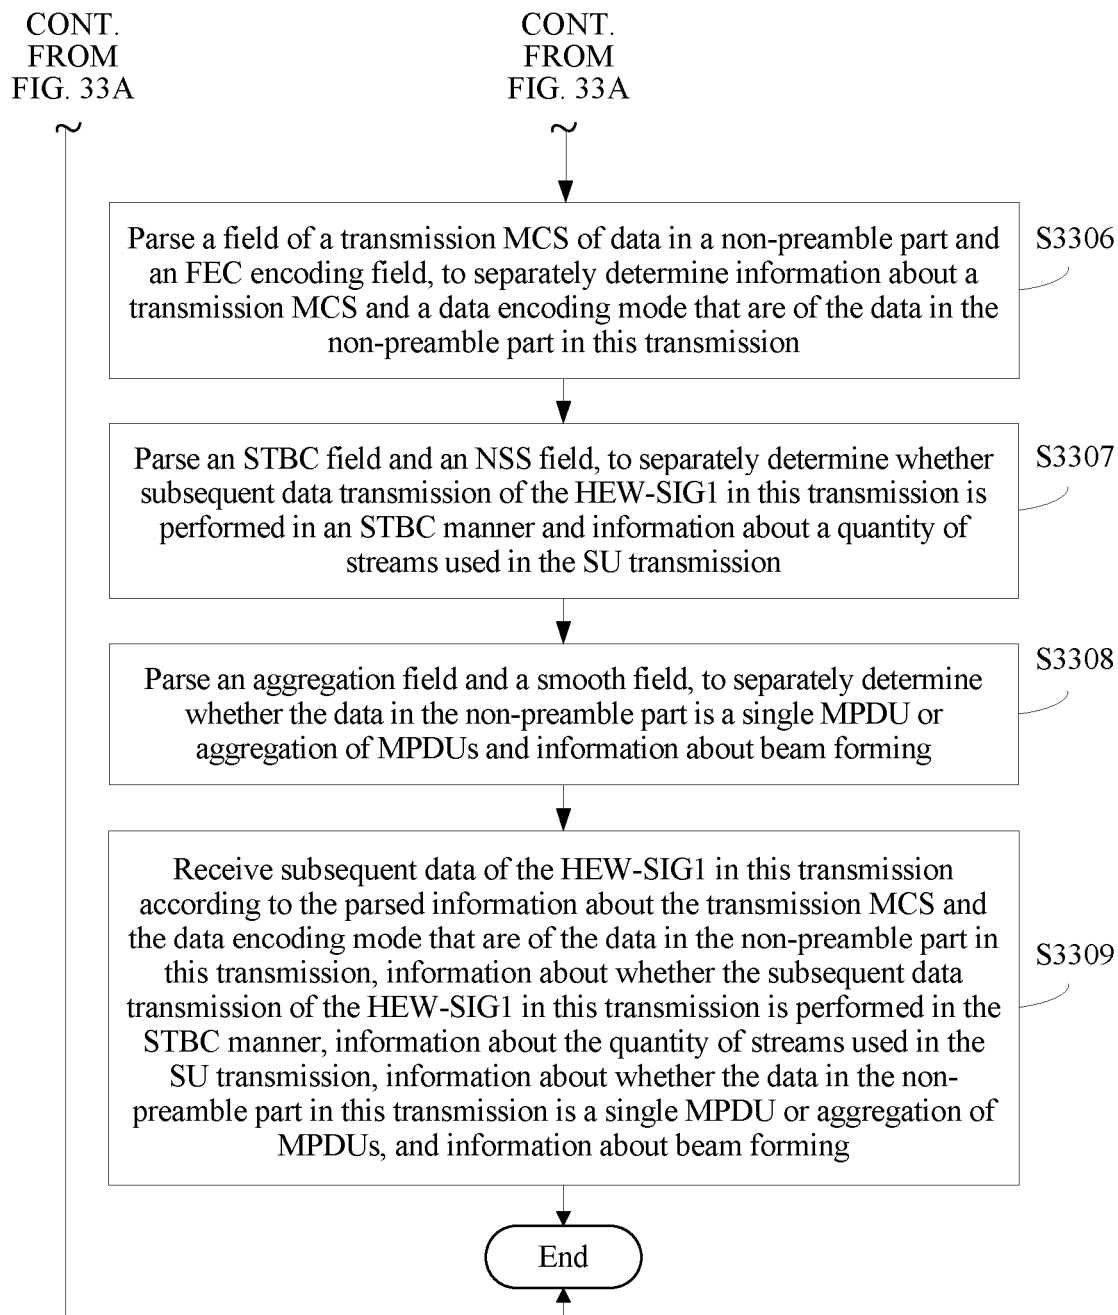 CONT.
FROM
FIG. 33A
CONT.
FROM
FIG. 33A
Parse a field of a transmission MCS of data in a non-preamble part and
an FEC encoding field, to separately determine information about a
transmission MCS and a data encoding mode that are of the data in the
non-preamble part in this transmission
S3306
Parse an STBC field and an NSS field, to separately determine whether
subsequent data transmission of the HEW-SIG1 in this transmission is
performed in an STBC manner and information about a quantity of
streams used in the SU transmission
S3307
Parse an aggregation field and a smooth field, to separately determine
whether the data in the non-preamble part is a single MPDU or
aggregation of MPDUs and information about beam forming
S3308
Receive subsequent data of the HEW-SIG1 in this transmission
according to the parsed information about the transmission MCS and
the data encoding mode that are of the data in the non-preamble part in
this transmission, information about whether the subsequent data
transmission of the HEW-SIG1 in this transmission is performed in the
STBC manner, information about the quantity of streams used in the
SU transmission, information about whether the data in the non-
preamble part in this transmission is a single MPDU or aggregation of
MPDUs, and information about beam forming
S3309
End